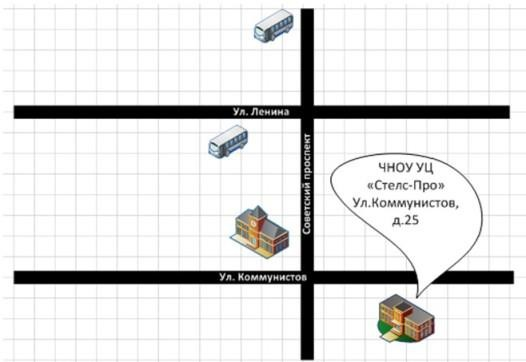 Ул. Ленина
Советский проспект
ЧНОУ УЦ
«Стелс-Про»
Ул.Коммунистов,
д.25
Ул. Коммунистов